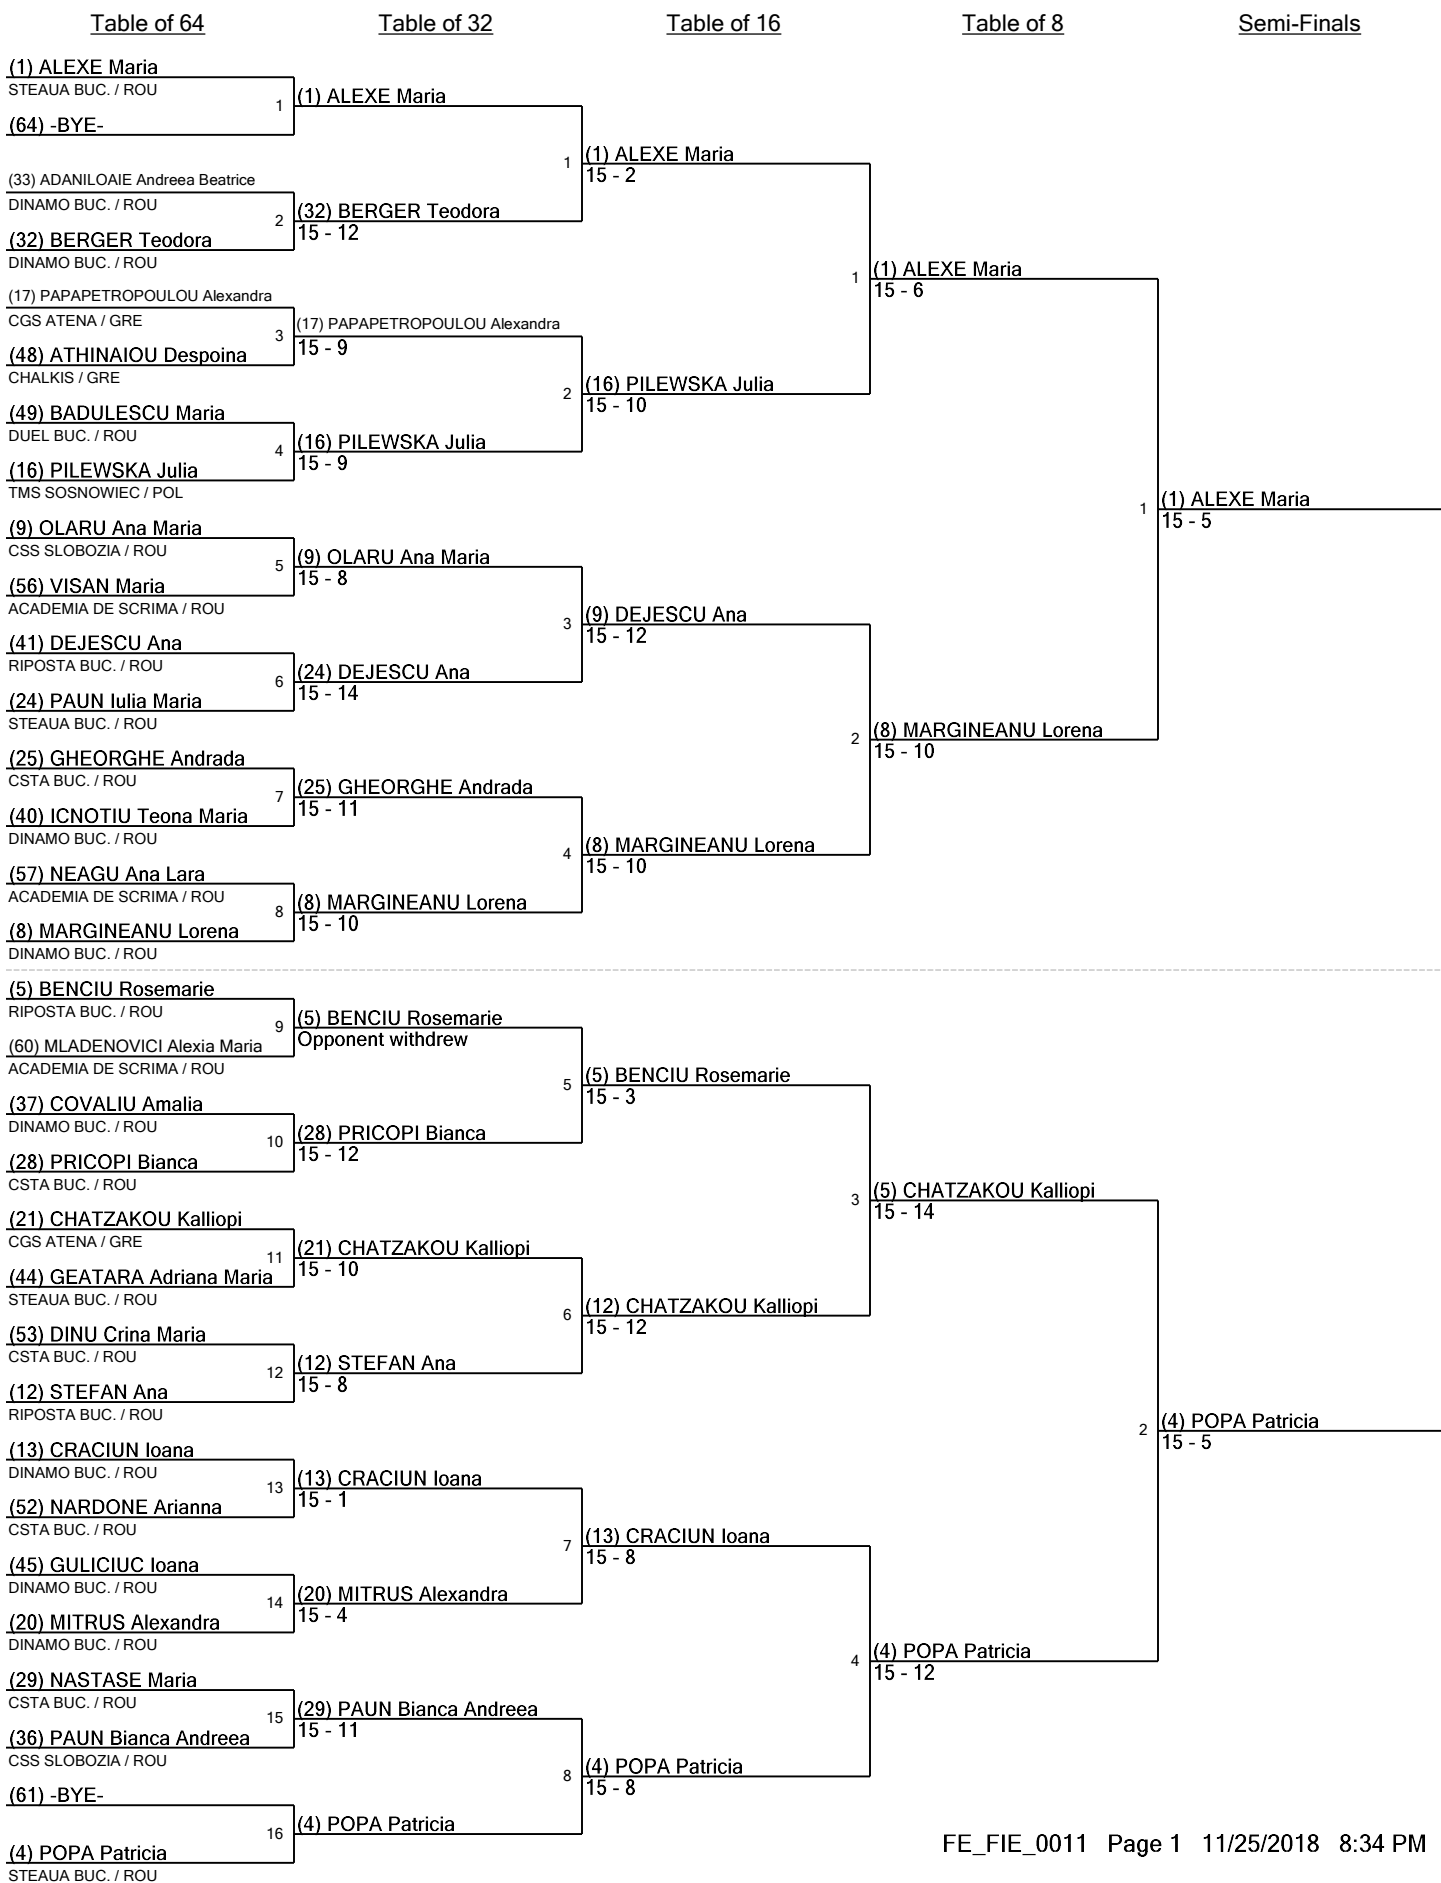 Table of 64 Table of 32 Table of 16 Table of 8 Semi-Finals
(1) ALEXE Maria
STEAUA BUC. / ROU
1 (1) ALEXE Maria
(64) -BYE-
1 (1) ALEXE Maria
15 - 2
(33) ADANILOAIE Andreea Beatrice
DINAMO BUC. / ROU
2 (32) BERGER Teodora
15 - 12
(32) BERGER Teodora
DINAMO BUC. / ROU
1 (1) ALEXE Maria
15 - 6
(17) PAPAPETROPOULOU Alexandra
CGS ATENA / GRE
3 (17) PAPAPETROPOULOU Alexandra
15 - 9
(48) ATHINAIOU Despoina
CHALKIS / GRE
2 (16) PILEWSKA Julia
15 - 10
(49) BADULESCU Maria
DUEL BUC. / ROU
4 (16) PILEWSKA Julia
15 - 9
(16) PILEWSKA Julia
TMS SOSNOWIEC / POL
1 (1) ALEXE Maria
15 - 5
(9) OLARU Ana Maria
CSS SLOBOZIA / ROU
5 (9) OLARU Ana Maria
15 - 8
(56) VISAN Maria
ACADEMIA DE SCRIMA / ROU
3 (9) DEJESCU Ana
15 - 12
(41) DEJESCU Ana
RIPOSTA BUC. / ROU
6 (24) DEJESCU Ana
15 - 14
(24) PAUN Iulia Maria
STEAUA BUC. / ROU
2 (8) MARGINEANU Lorena
15 - 10
(25) GHEORGHE Andrada
CSTA BUC. / ROU
7 (25) GHEORGHE Andrada
15 - 11
(40) ICNOTIU Teona Maria
DINAMO BUC. / ROU
4 (8) MARGINEANU Lorena
15 - 10
(57) NEAGU Ana Lara
ACADEMIA DE SCRIMA / ROU
8 (8) MARGINEANU Lorena
15 - 10
(8) MARGINEANU Lorena
DINAMO BUC. / ROU
(5) BENCIU Rosemarie
RIPOSTA BUC. / ROU
9 (5) BENCIU Rosemarie
Opponent withdrew
(60) MLADENOVICI Alexia Maria
ACADEMIA DE SCRIMA / ROU
5 (5) BENCIU Rosemarie
15 - 3
(37) COVALIU Amalia
DINAMO BUC. / ROU
10 (28) PRICOPI Bianca
15 - 12
(28) PRICOPI Bianca
CSTA BUC. / ROU
3 (5) CHATZAKOU Kalliopi
15 - 14
(21) CHATZAKOU Kalliopi
CGS ATENA / GRE
11 (21) CHATZAKOU Kalliopi
15 - 10
(44) GEATARA Adriana Maria
STEAUA BUC. / ROU
6 (12) CHATZAKOU Kalliopi
15 - 12
(53) DINU Crina Maria
CSTA BUC. / ROU
12 (12) STEFAN Ana
15 - 8
(12) STEFAN Ana
RIPOSTA BUC. / ROU
2 (4) POPA Patricia
15 - 5
(13) CRACIUN Ioana
DINAMO BUC. / ROU
13 (13) CRACIUN Ioana
15 - 1
(52) NARDONE Arianna
CSTA BUC. / ROU
7 (13) CRACIUN Ioana
15 - 8
(45) GULICIUC Ioana
DINAMO BUC. / ROU
14 (20) MITRUS Alexandra
15 - 4
(20) MITRUS Alexandra
DINAMO BUC. / ROU
4 (4) POPA Patricia
15 - 12
(29) NASTASE Maria
CSTA BUC. / ROU
15 (29) PAUN Bianca Andreea
15 - 11
(36) PAUN Bianca Andreea
CSS SLOBOZIA / ROU
8 (4) POPA Patricia
15 - 8
(61) -BYE-
16 (4) POPA Patricia
(4) POPA Patricia
STEAUA BUC. / ROU
FE_FIE_0011 Page 1 11/25/2018 8:34 PM